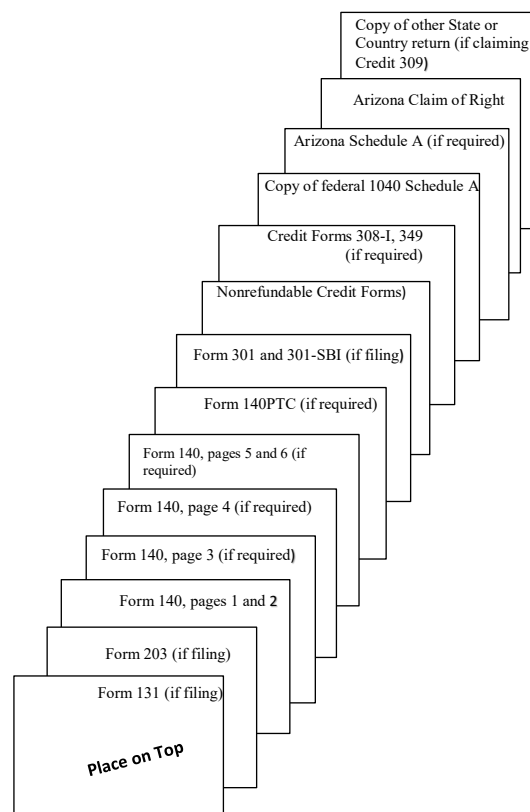 Copy of other State or
Country return (if claiming
Credit 309)
Arizona Claim of Right
Arizona Schedule A (if required)
Copy of federal 1040 Schedule A
Credit Forms 308-I, 349
(if required)
Nonrefundable Credit Forms)
Form 301 and 301-SBI (if filing)
Form 140PTC (if required)
Form 140, pages 5 and 6 (if
required)
Form 140, page 4 (if required)
Form 140, page 3 (if required)
Form 140, pages 1 and 2
Form 203 (if filing)
Form 131 (if filing)
Place on Top